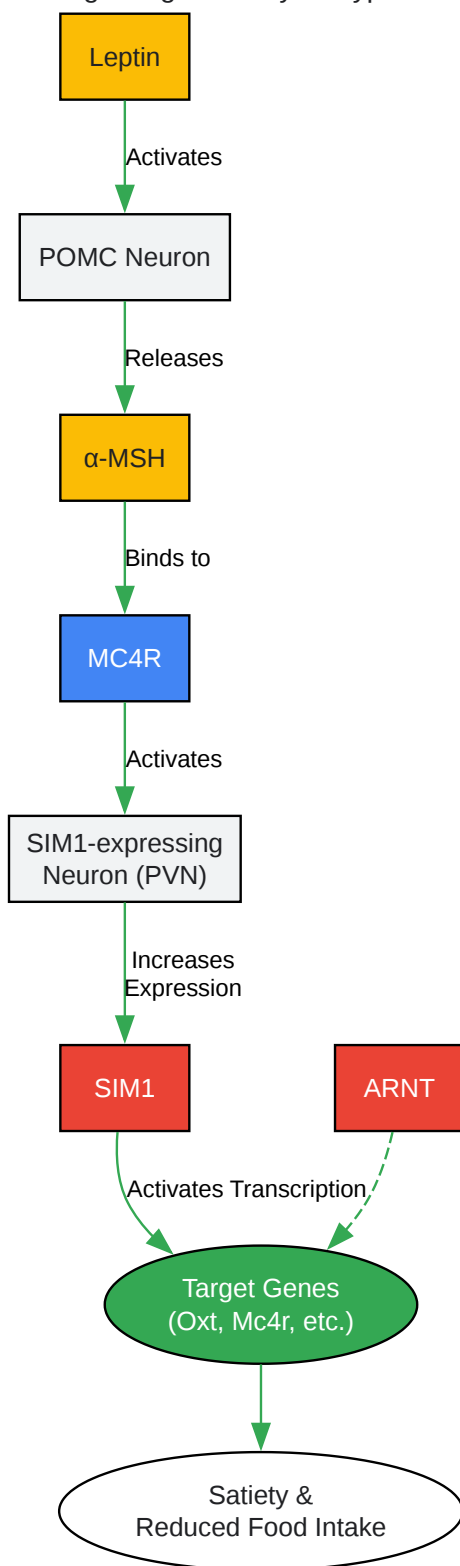 Leptin
Activates
POMC Neuron
Releases
α-MSH
Binds to
MC4R
Activates
SIM1-expressing
Neuron (PVN)
Increases
Expression
SIM1
ARNT
Activates Transcription
Target Genes
(Oxt, Mc4r, etc.)
Satiety &
Reduced Food Intake